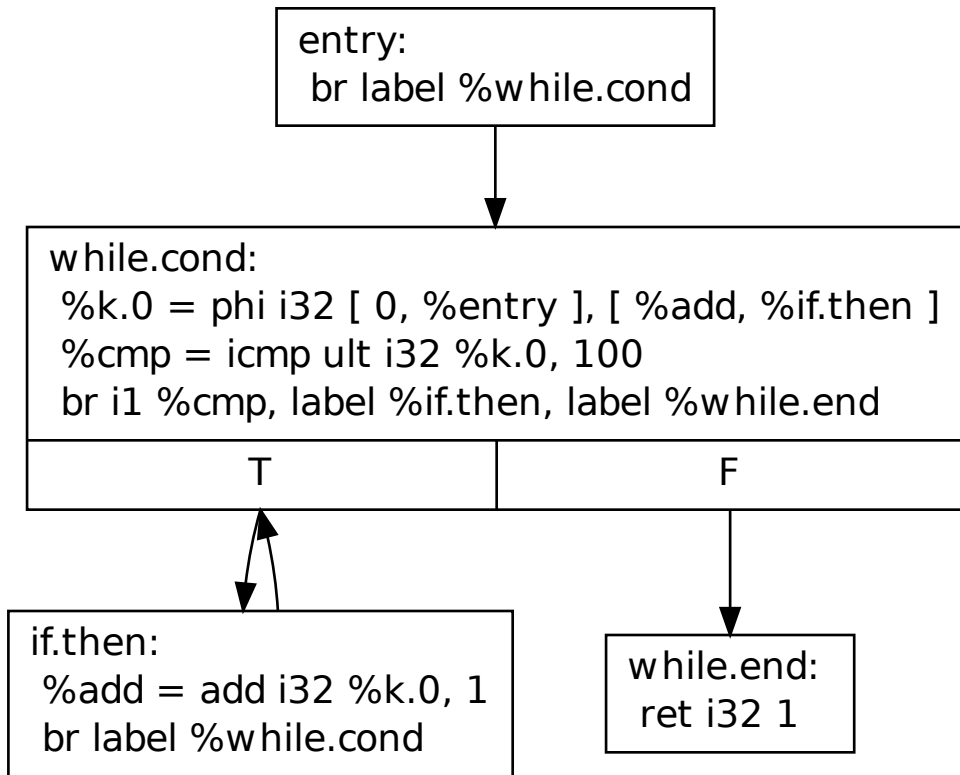 entry:
br label %while.cond
while.cond:
%k.0 = phi i32 [ 0, %entry ], [ %add, %if.then ]
%cmp = icmp ult i32 %k.0, 100
br i1 %cmp, label %if.then, label %while.end
T
F
if.then:
%add = add i32 %k.0, 1
br label %while.cond
while.end:
ret i32 1